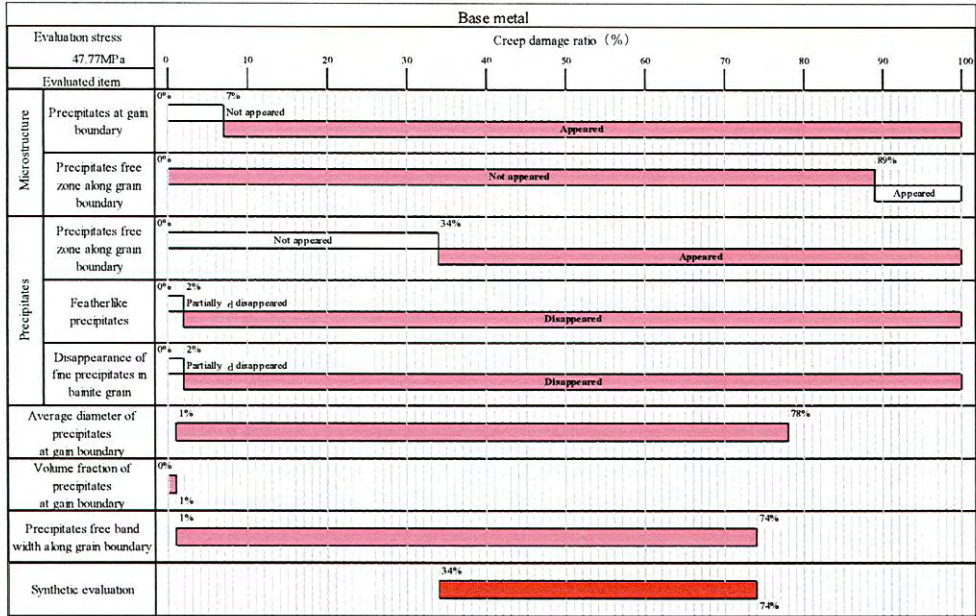 Base metal
Evaluation stress
47.77MPa
Creep damage ratio (%)
0 10 20 30 40 50 60 70 80 90 100
Evaluated item
Microstructure
Precipitates at gain
boundary
0% 7%
Not appeared
Appeared
Precipitates free
zone along grain
boundary
0% 89%
Not appeared
Appeared
Precipitates
Precipitates free
zone along grain
boundary
0% 34%
Not appeared
Appeared
Featherlike
precipitates
0% 2%
Partially d disappeared
Disappeared
Disappearance of
fine precipitates in
bainite grain
0% 2%
Partially d disappeared
Disappeared
Average diameter of
precipitates
at gain boundary
1% 78%
Volume fraction of
precipitates
at gain boundary
0%
1%
Precipitates free band
width along grain boundary
1% 74%
Synthetic evaluation
34%
74%